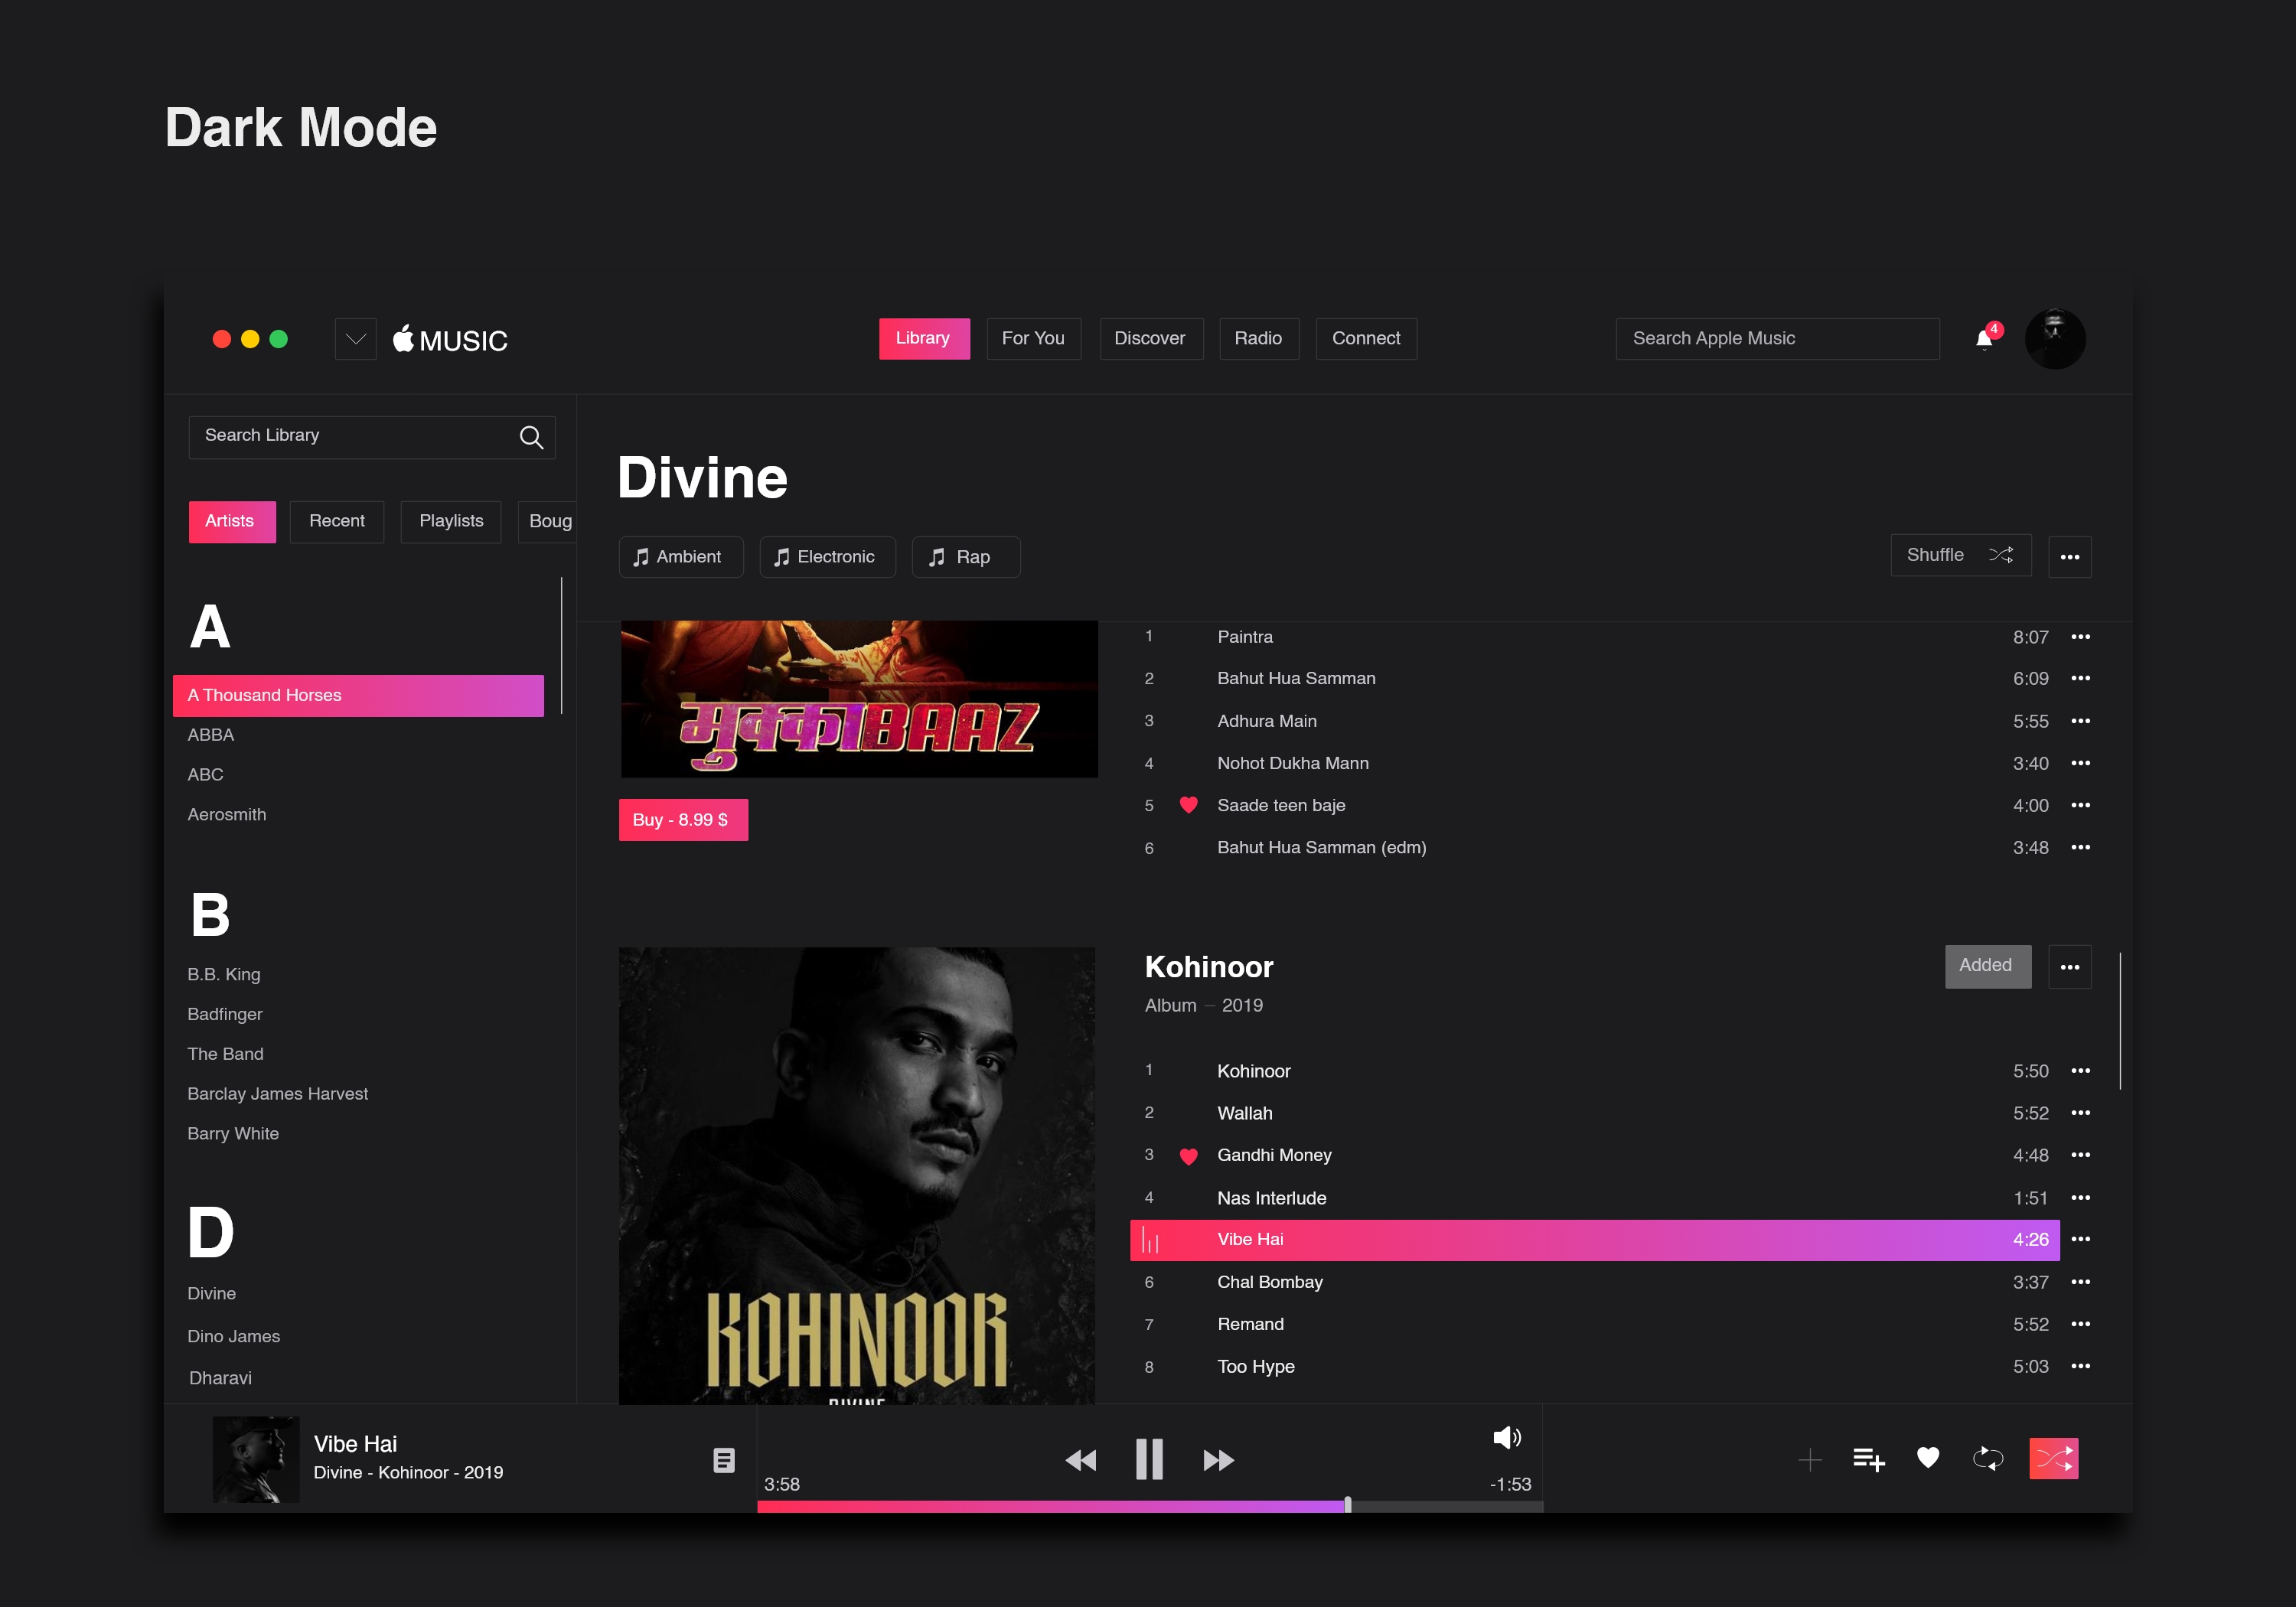 Dark Mode
MUSIC
Library
For You
Discover
Radio
Connect
Search Apple Music
4
Search Library
Artists
Recent
Playlists
Boug
A
A Thousand Horses
ABBA
ABC
Aerosmith
B
B.B. King
Badfinger
The Band
Barclay James Harvest
Barry White
D
Divine
Dino James
Dharavi
Divine
Ambient
Electronic
Rap
Shuffle
मुक्काBAAZ
Buy - 8.99 $
1 Paintra 8:07
2 Bahut Hua Samman 6:09
3 Adhura Main 5:55
4 Nohot Dukha Mann 3:40
5 Saade teen baje 4:00
6 Bahut Hua Samman (edm) 3:48
KOHINOOR
DIVINE
Kohinoor
Added
Album – 2019
1 Kohinoor 5:50
2 Wallah 5:52
3 Gandhi Money 4:48
4 Nas Interlude 1:51
Vibe Hai 4:26
6 Chal Bombay 3:37
7 Remand 5:52
8 Too Hype 5:03
Vibe Hai
Divine - Kohinoor - 2019
3:58
-1:53